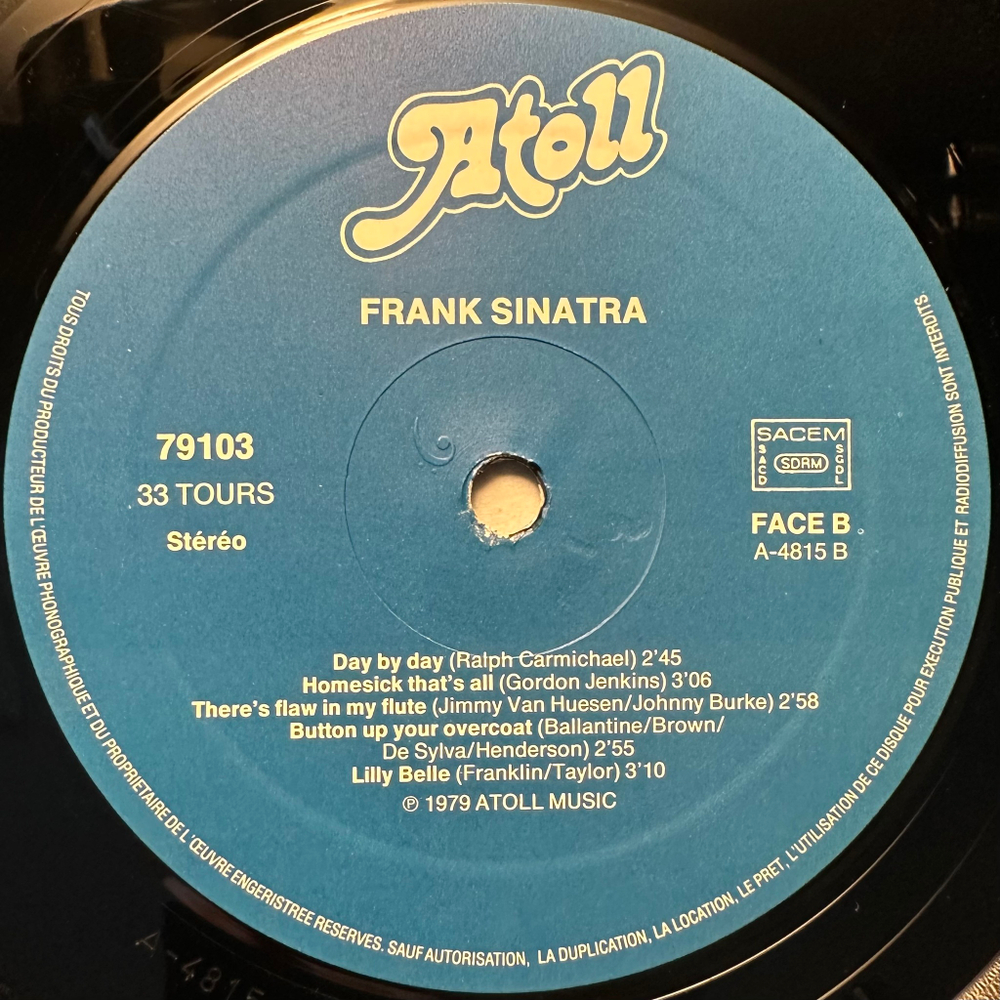 Atoll
FRANK SINATRA
79103
33 TOURS
Stéréo
SACEM
SACD
SDRM
SGDL
FACE B
A-4815 B
Day by day (Ralph Carmichael) 2'45
Homesick that's all (Gordon Jenkins) 3'06
There's flaw in my flute (Jimmy Van Huesen/Johnny Burke) 2'58
Button up your overcoat (Ballantine/Brown/
De Sylva/Henderson) 2'55
Lilly Belle (Franklin/Taylor) 3'10
℗ 1979 ATOLL MUSIC
TOUS DROITS DU PRODUCTEUR DE L'ŒUVRE PHONOGRAPHIQUE ET DU PROPRIETAIRE DE L'ŒUVRE ENGERISTREE RESERVES. SAUF AUTORISATION, LA DUPLICATION, LA LOCATION, LE PRET, L'UTILISATION DE CE DISQUE POUR EXECUTION PUBLIQUE ET RADIODIFFUSION SONT INTERDITS.
A-4815